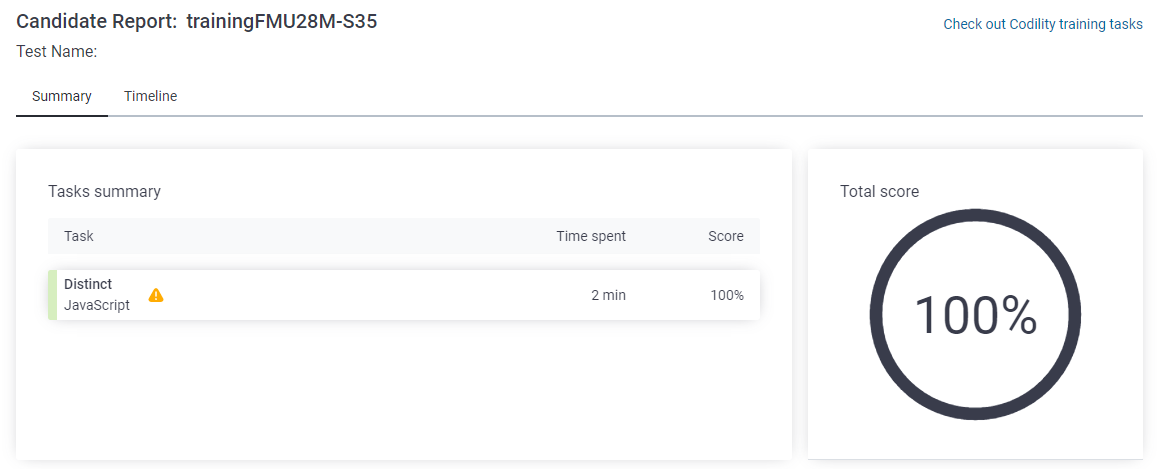 Candidate Report: trainingFMU28M-S35
Check out Codility training tasks
Test Name:
Summary Timeline
Tasks summary
Task Time spent Score
Distinct
JavaScript
2 min 100%
Total score
100%